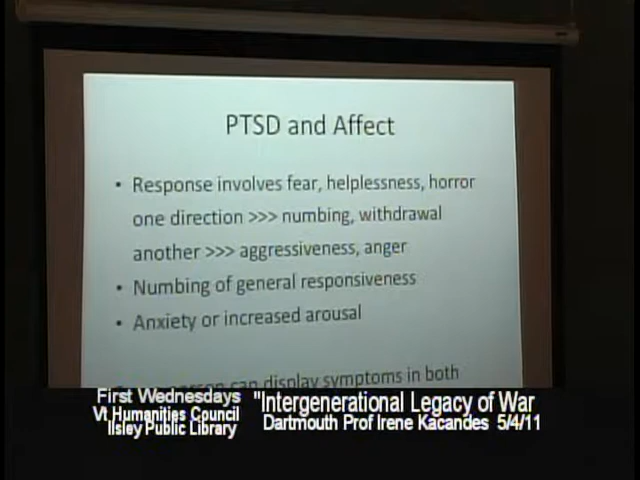 PTSD and Affect
• Response involves fear, helplessness, horror
one direction >>> numbing, withdrawal
another >>> aggressiveness, anger
• Numbing of general responsiveness
• Anxiety or increased arousal
person can display symptoms in both
First Wednesdays
Vt Humanities Council
Ilsley Public Library
"Intergenerational Legacy of War
Dartmouth Prof Irene Kacandes 5/4/11